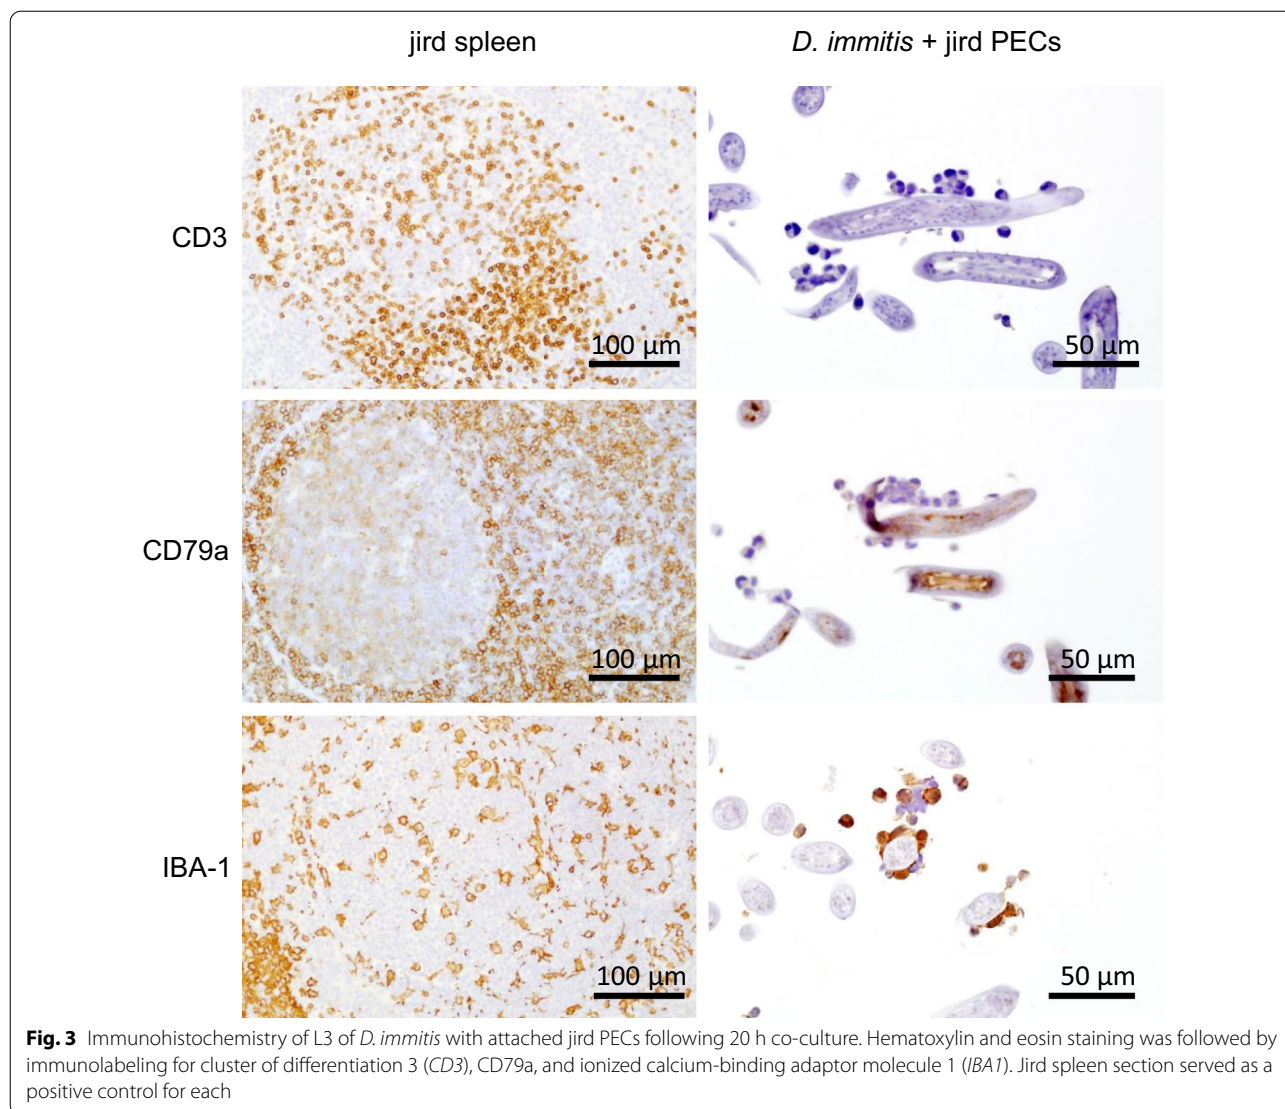 jird spleen
D. immitis + jird PECs
CD3
100 µm
50 µm
CD79a
100 µm
50 µm
IBA-1
100 µm
50 µm
Fig. 3 Immunohistochemistry of L3 of D. immitis with attached jird PECs following 20 h co-culture. Hematoxylin and eosin staining was followed by
immunolabeling for cluster of differentiation 3 (CD3), CD79a, and ionized calcium-binding adaptor molecule 1 (IBA1). Jird spleen section served as a
positive control for each